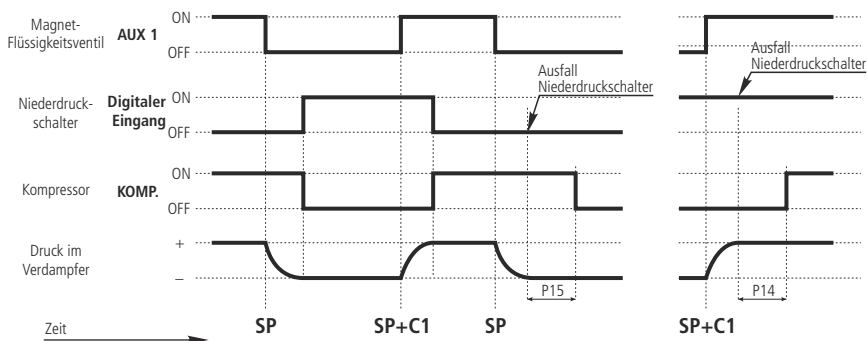 Magnet-
Flüssigkeitsventil
AUX 1
ON
OFF
Ausfall
Niederdruckschalter
Ausfall
Niederdruckschalter
Niederdruck-
schalter
Digitaler
Eingang
ON
OFF
Kompressor
KOMP.
ON
OFF
Druck im
Verdampfer
+
–
P15
P14
Zeit
SP
SP+C1
SP
SP+C1